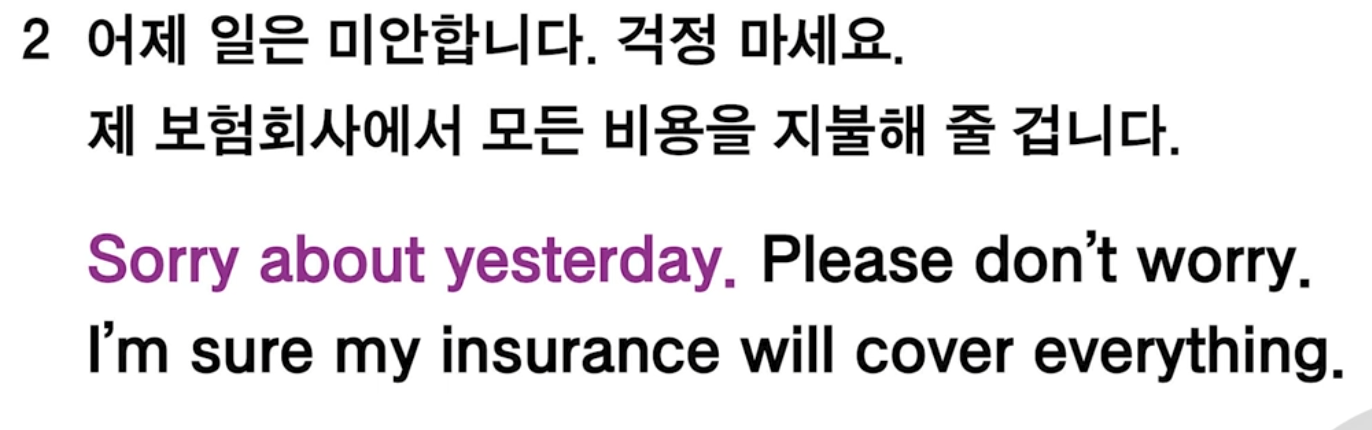 2 어제 일은 미안합니다. 걱정 마세요.
제 보험회사에서 모든 비용을 지불해 줄 겁니다.
Sorry about yesterday. Please don’t worry.
I’m sure my insurance will cover everything.